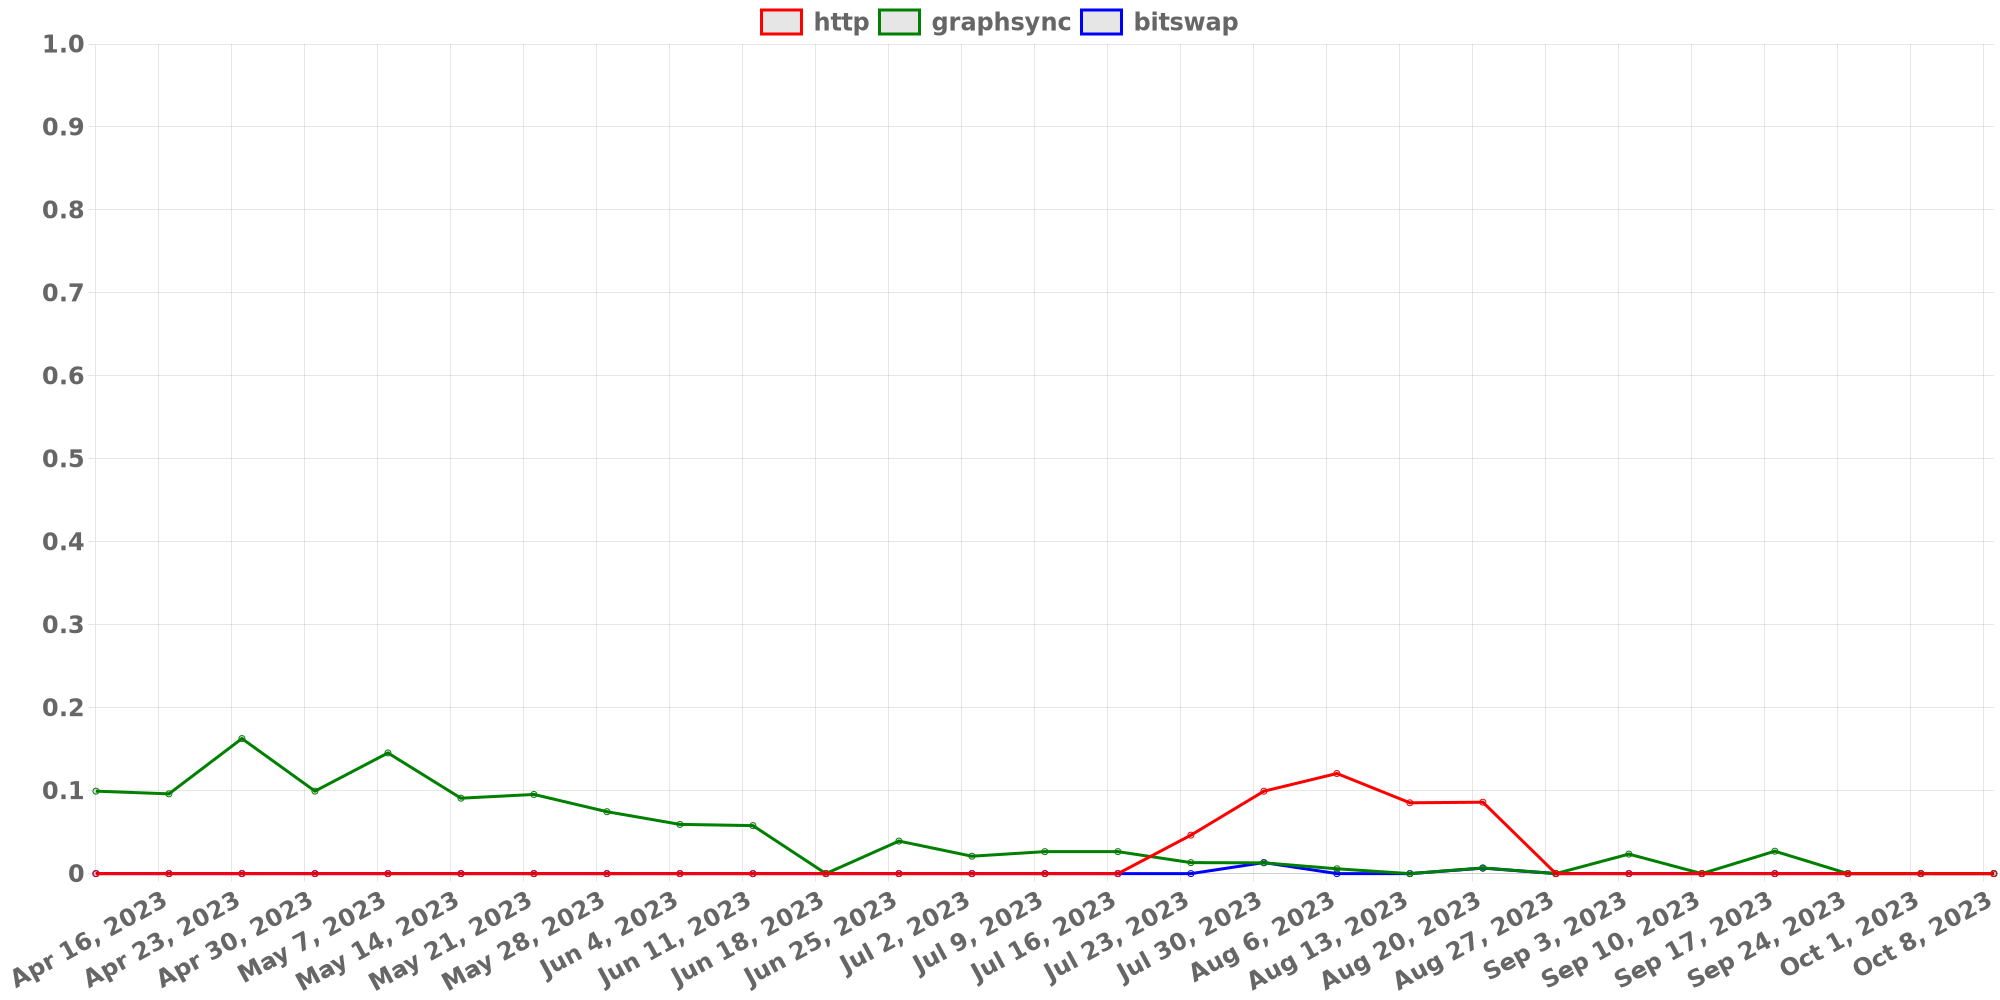 http graphsync bitswap
1.0
0.9
0.8
0.7
0.6
0.5
0.4
0.3
0.2
0.1
0
Apr 16, 2023
Apr 23, 2023
Apr 30, 2023
May 7, 2023
May 14, 2023
May 21, 2023
May 28, 2023
Jun 4, 2023
Jun 11, 2023
Jun 18, 2023
Jun 25, 2023
Jul 2, 2023
Jul 9, 2023
Jul 16, 2023
Jul 23, 2023
Jul 30, 2023
Aug 6, 2023
Aug 13, 2023
Aug 20, 2023
Aug 27, 2023
Sep 3, 2023
Sep 10, 2023
Sep 17, 2023
Sep 24, 2023
Oct 1, 2023
Oct 8, 2023